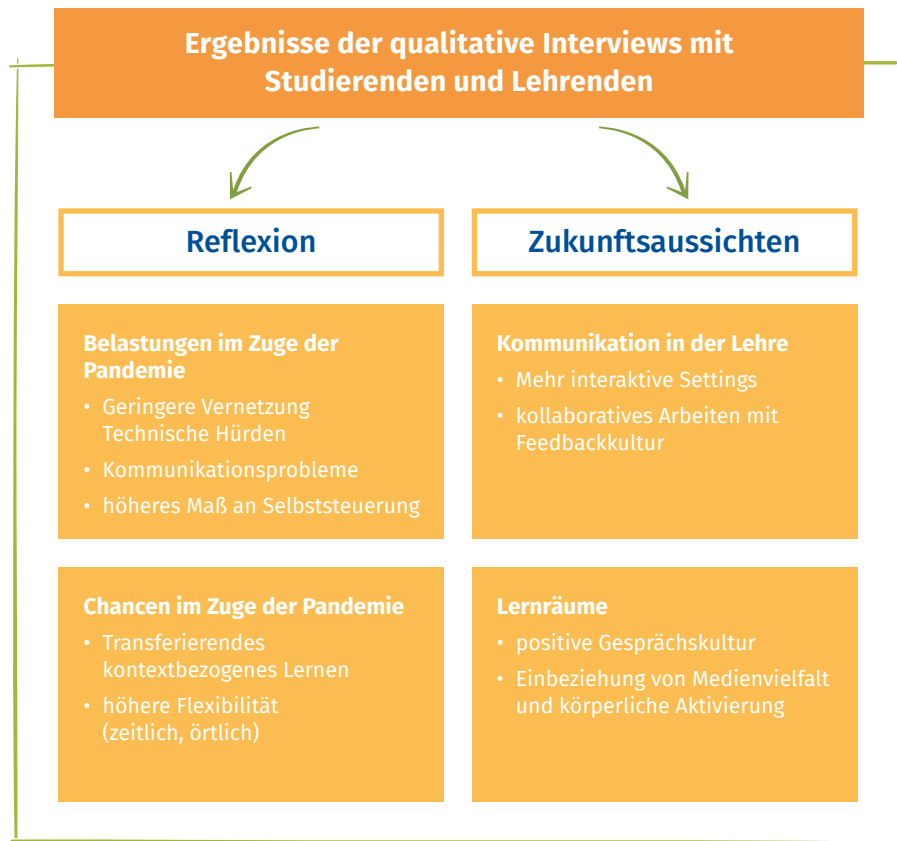 Ergebnisse der qualitative Interviews mit
Studierenden und Lehrenden
Reflexion
Belastungen im Zuge der
Pandemie
• Geringere Vernetzung
Technische Hürden
• Kommunikationsprobleme
• höheres Maß an Selbststeuerung
Chancen im Zuge der Pandemie
• Transferierendes
kontextbezogenes Lernen
• höhere Flexibilität
(zeitlich, örtlich)
Zukunftsaussichten
Kommunikation in der Lehre
• Mehr interaktive Settings
• kollaboratives Arbeiten mit
Feedbackkultur
Lernräume
• positive Gesprächskultur
• Einbeziehung von Medienvielfalt
und körperliche Aktivierung